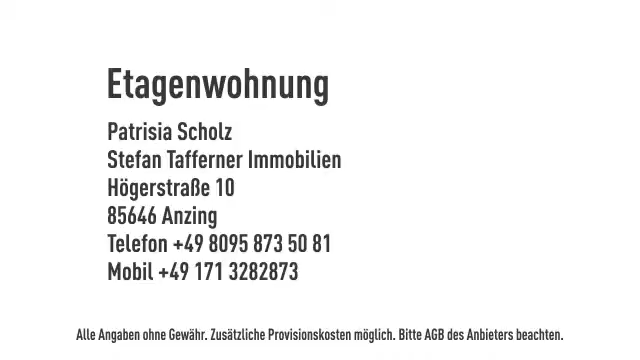 Etagenwohnung
Patrisia Scholz
Stefan Tafferner Immobilien
Högerstraße 10
85646 Anzing
Telefon +49 8095 873 50 81
Mobil +49 171 3282873
Alle Angaben ohne Gewähr. Zusätzliche Provisionskosten möglich. Bitte AGB des Anbieters beachten.